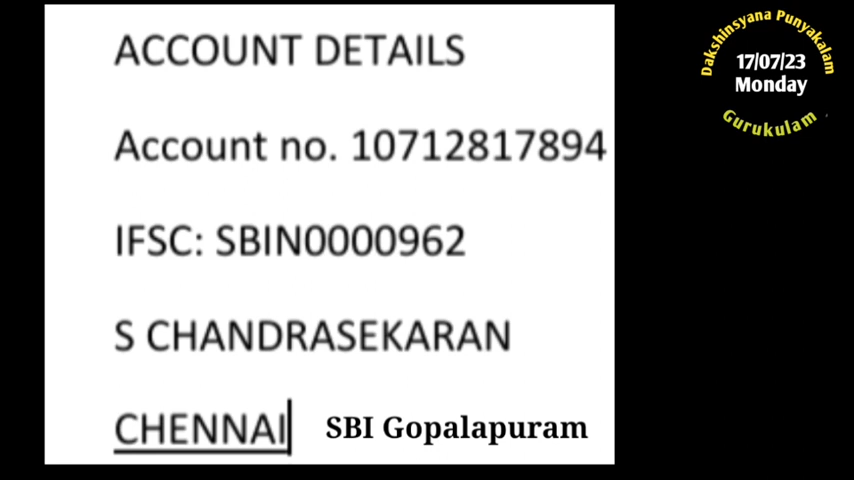 ACCOUNT DETAILS
Account no. 10712817894
IFSC: SBIN0000962
S CHANDRASEKARAN
CHENNAI SBI Gopalapuram
Dakshinsyana Punyakalam
17/07/23
Monday
Gurukulam